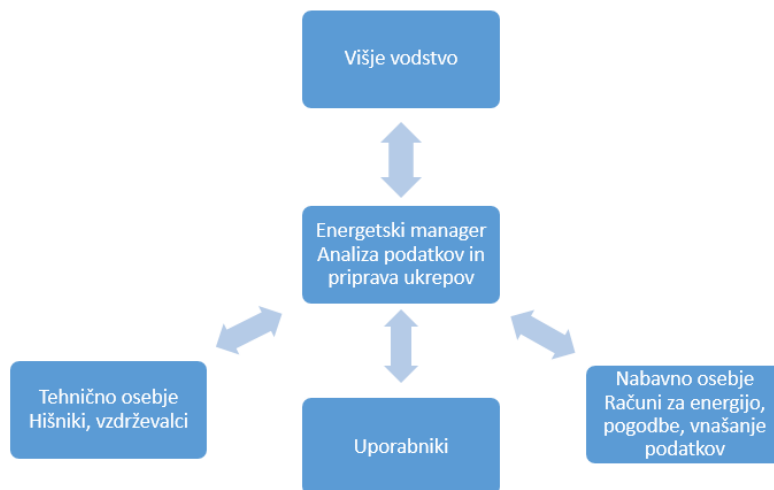 Višje vodstvo
Energetski manager
Analiza podatkov in
priprava ukrepov
Tehnično osebje
Hišniki, vzdrževalci
Uporabniki
Nabavno osebje
Računi za energijo,
pogodbe, vnašanje
podatkov